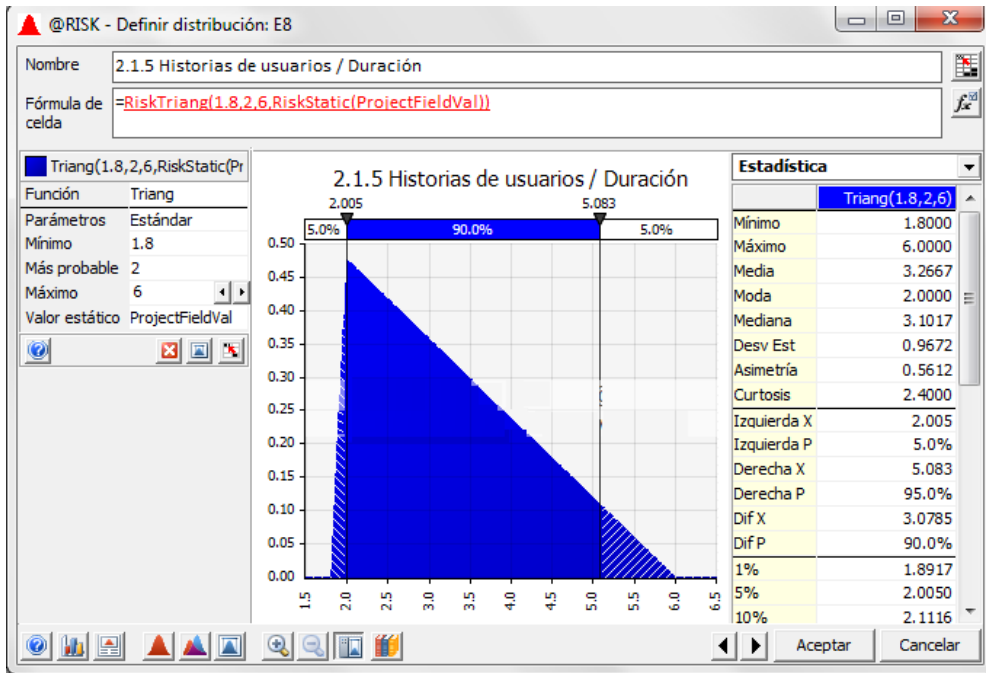 @RISK - Definir distribución: E8
Nombre 2.1.5 Historias de usuarios / Duración
Fórmula de celda =RiskTriang(1.8,2,6,RiskStatic(ProjectFieldVal))
Triang(1.8,2,6,RiskStatic(Pr
Función Triang
Parámetros Estándar
Mínimo 1.8
Más probable 2
Máximo 6
Valor estático ProjectFieldVal
2.1.5 Historias de usuarios / Duración
2.005 5.083
5.0% 90.0% 5.0%
0.50
0.45
0.40
0.35
0.30
0.25
0.20
0.15
0.10
0.05
0.00
1.5 2.0 2.5 3.0 3.5 4.0 4.5 5.0 5.5 6.0 6.5
Estadística
Triang(1.8,2,6)
Mínimo 1.8000
Máximo 6.0000
Media 3.2667
Moda 2.0000
Mediana 3.1017
Desv Est 0.9672
Asimetría 0.5612
Curtosis 2.4000
Izquierda X 2.005
Izquierda P 5.0%
Derecha X 5.083
Derecha P 95.0%
Dif X 3.0785
Dif P 90.0%
1% 1.8917
5% 2.0050
10% 2.1116
Aceptar Cancelar